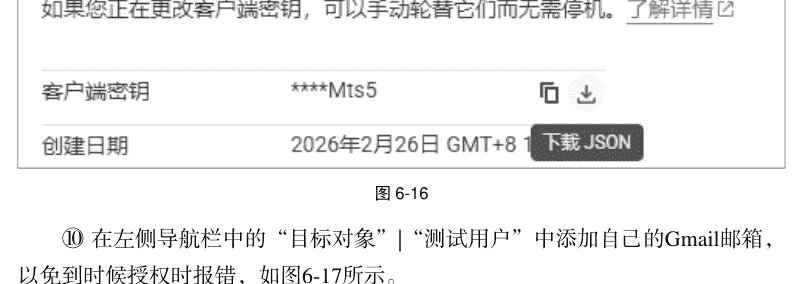 如果您正在更改客户端密钥，可以手动轮替它们而无需停机。了解详情
客户端密钥 ****Mts5
创建日期 2026年2月26日 GMT+8 1
下载 JSON
图 6-16
⑩ 在左侧导航栏中的“目标对象”|“测试用户”中添加自己的Gmail邮箱，
以免到时候授权时报错，如图6-17所示。